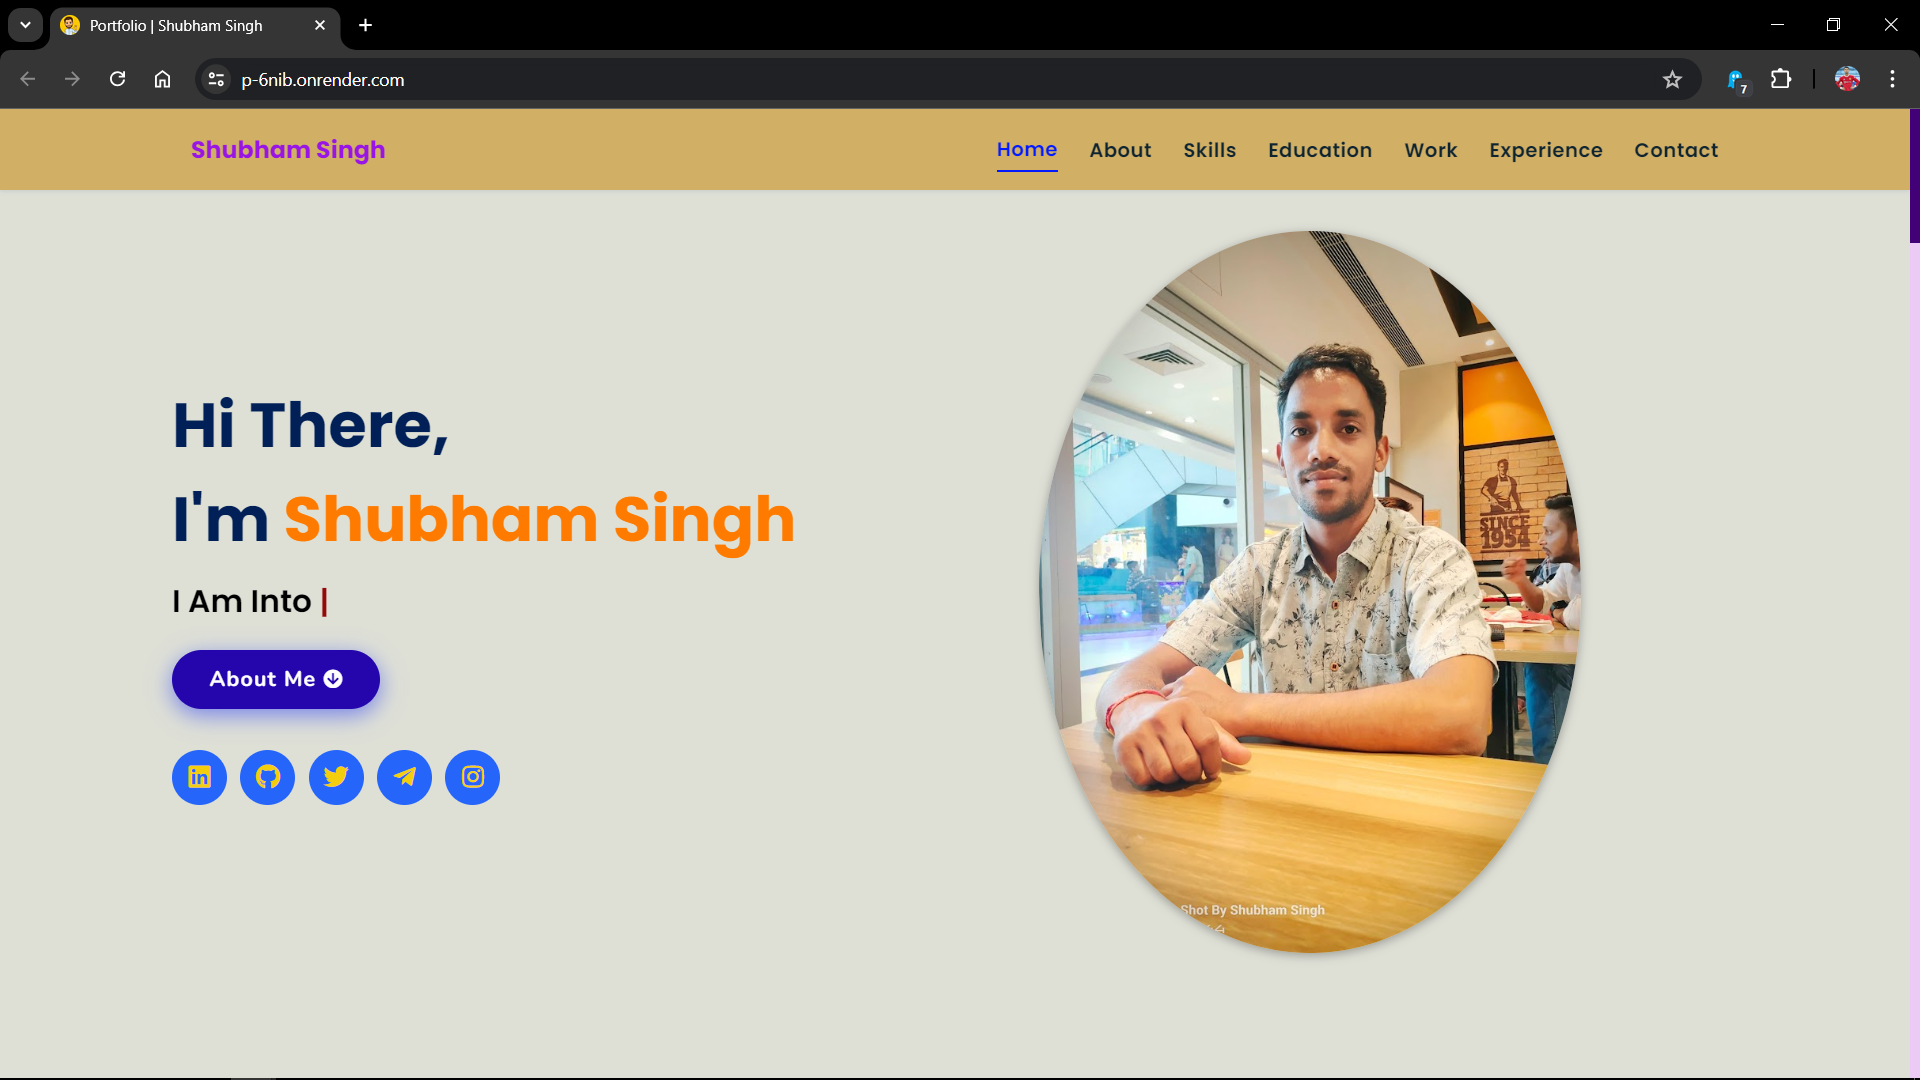 Portfolio | Shubham Singh
p-6nib.onrender.com
7
Shubham Singh
Home About Skills Education Work Experience Contact
Hi There,
I'm Shubham Singh
I Am Into |
About Me
in
SINCE
1954
Shot By Shubham Singh